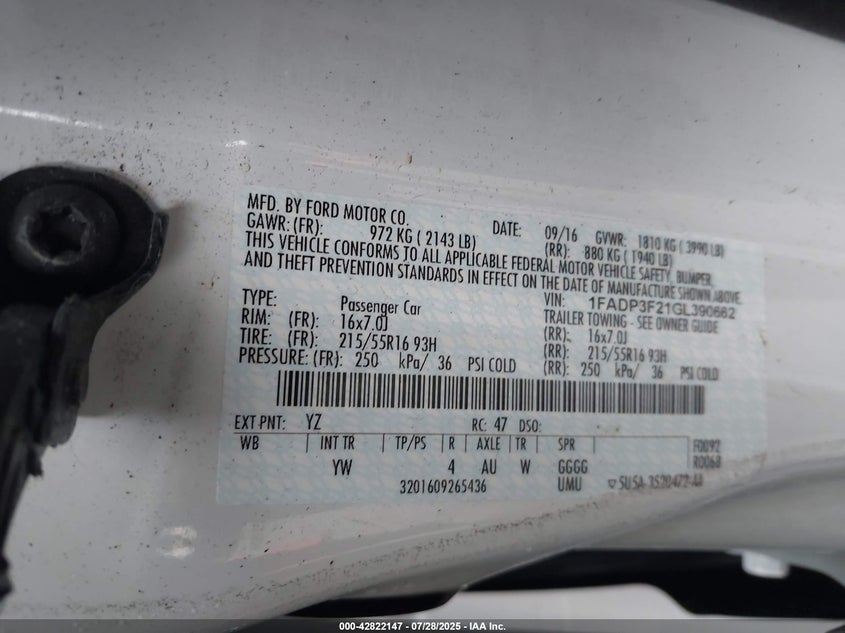 MFD. BY FORD MOTOR CO. DATE: 09/16 GVWR: 1810 KG ( 3990 LB)
GAWR: (FR): 972 KG ( 2143 LB) (RR): 880 KG ( 1940 LB)
THIS VEHICLE CONFORMS TO ALL APPLICABLE FEDERAL MOTOR VEHICLE SAFETY, BUMPER,
AND THEFT PREVENTION STANDARDS IN EFFECT ON THE DATE OF MANUFACTURE SHOWN ABOVE.
VIN: 1FADP3F21GL390662
TYPE: Passenger Car TRAILER TOWING - SEE OWNER GUIDE
RIM: (FR): 16x7.0J (RR): 16x7.0J
TIRE: (FR): 215/55R16 93H (RR): 215/55R16 93H
PRESSURE: (FR): 250 kPa/ 36 PSI COLD (RR): 250 kPa/ 36 PSI COLD
EXT PNT: YZ RC: 47 DSO:
WB INT TR TP/PS R AXLE TR SPR F0092
YW 4 AU W GGGG R0068
3201609265436 UMU
000-42822147 - 07/28/2025 - IAA Inc.